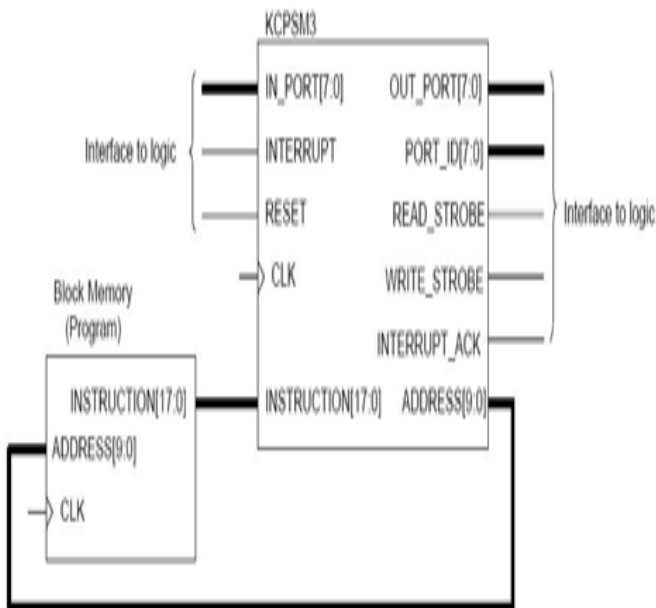 KCPSM3
IN_PORT[7:0]
OUT_PORT[7:0]
Interface to logic
INTERRUPT
PORT_ID[7:0]
RESET
READ_STROBE
Interface to logic
CLK
WRITE_STROBE
INTERRUPT_ACK
Block Memory
(Program)
INSTRUCTION[17:0]
INSTRUCTION[17:0]
ADDRESS[9:0]
ADDRESS[9:0]
CLK